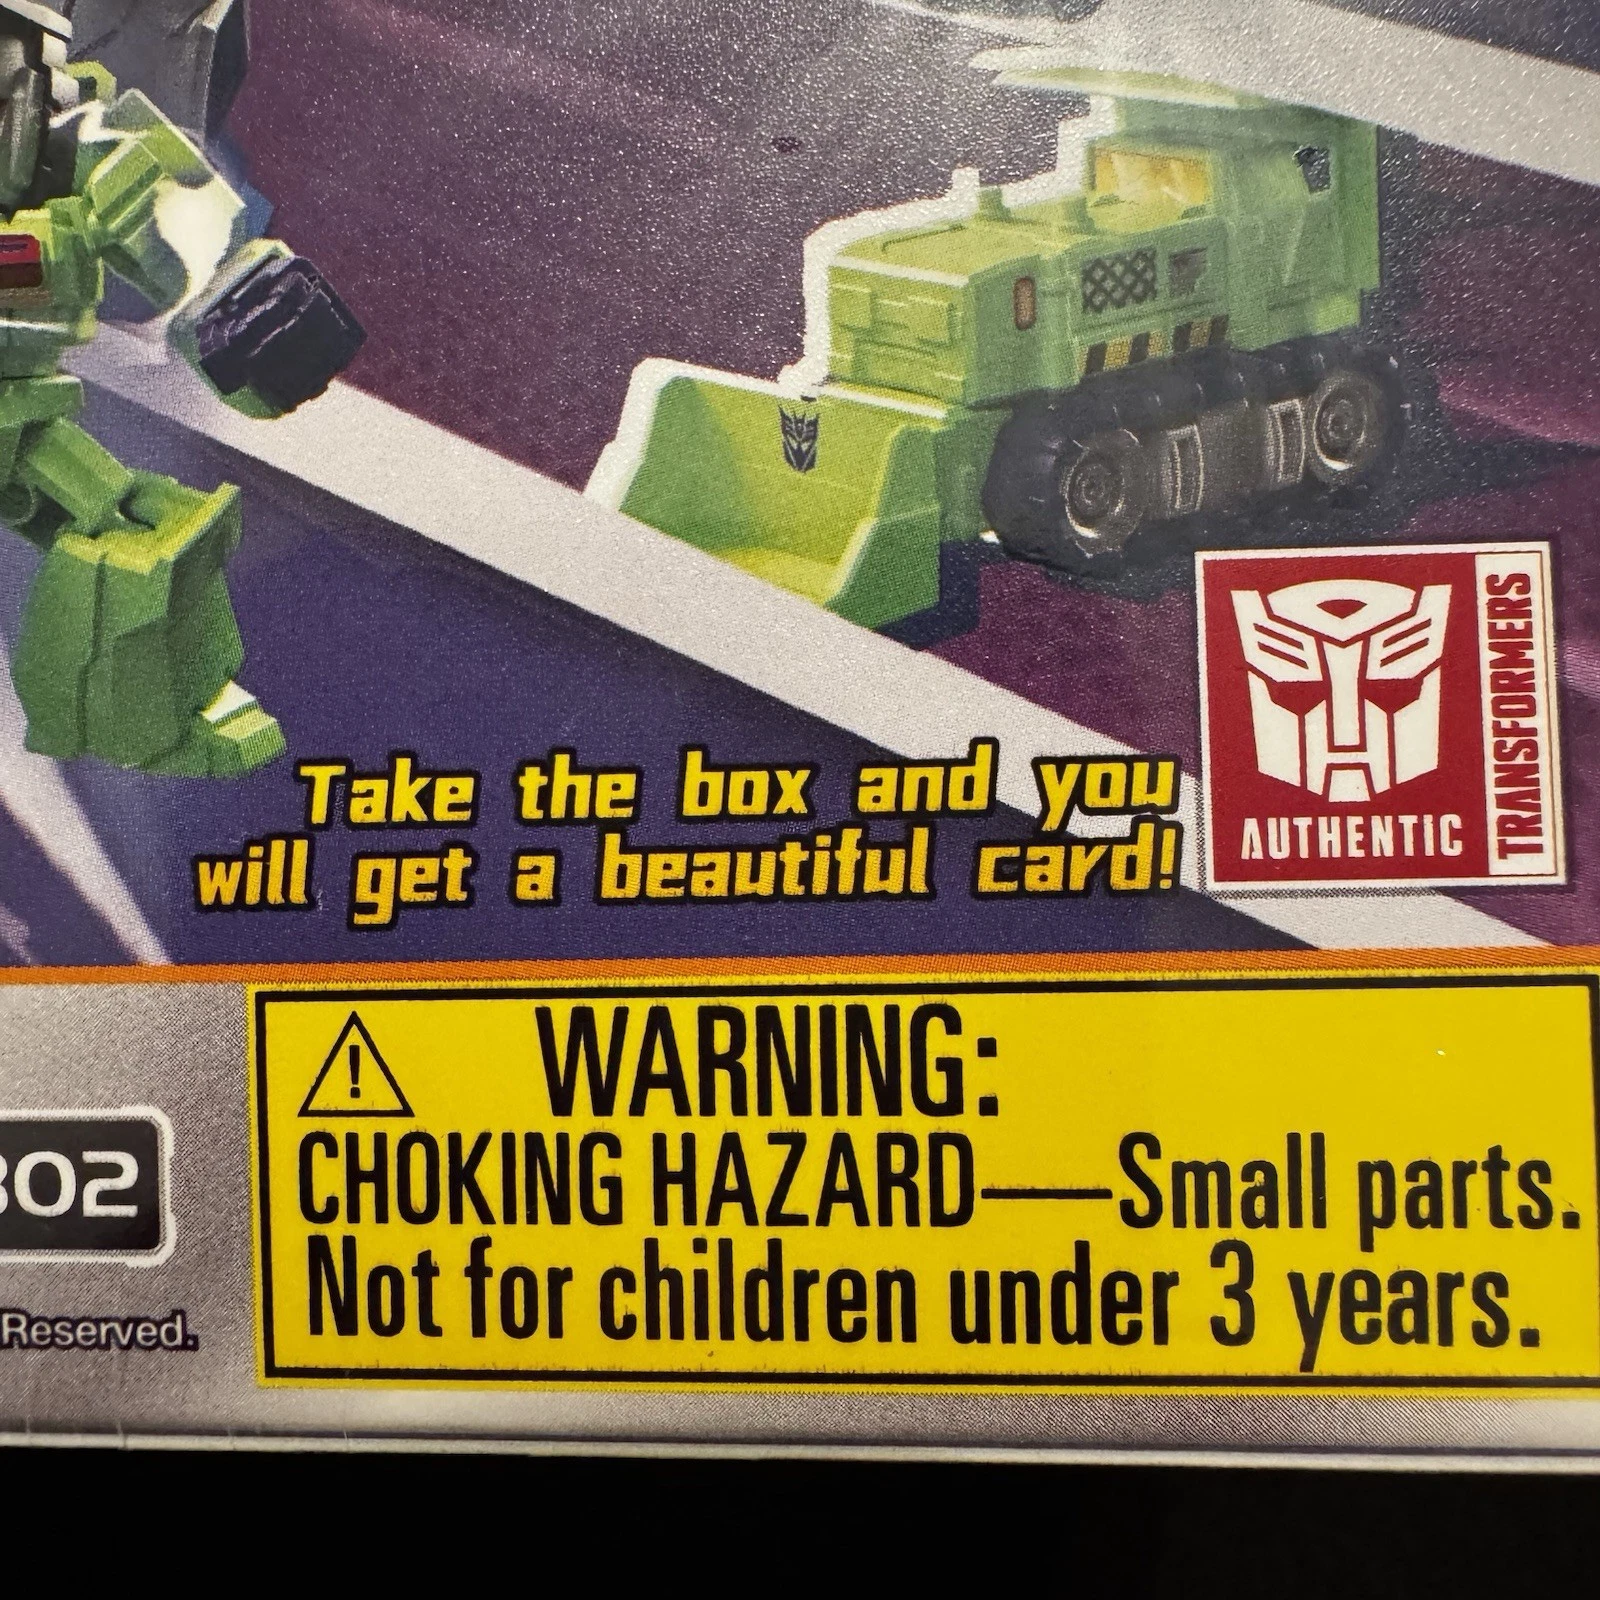 Take the box and you
will get a beautiful card!
AUTHENTIC
TRANSFORMERS
WARNING:
CHOKING HAZARD—Small parts.
Not for children under 3 years.
302
Reserved.